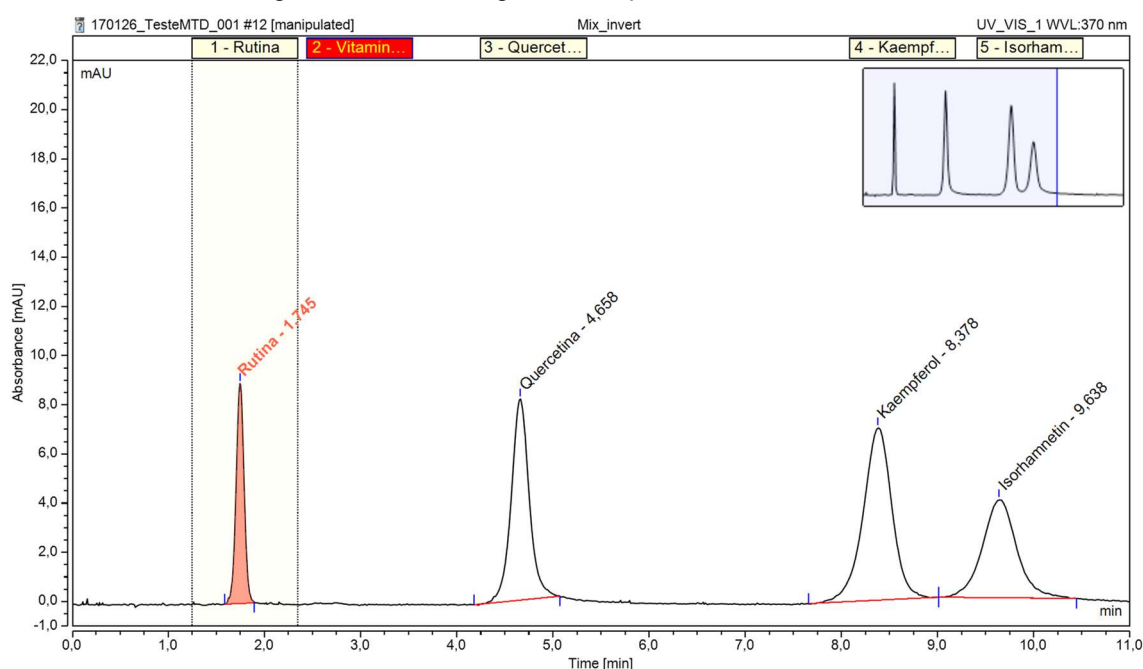 170126_TesteMTD_001 #12 [manipulated] Mix_invert UV_VIS_1 WVL:370 nm
1 - Rutina 2 - Vitamin… 3 - Quercet… 4 - Kaempf… 5 - Isorham…
mAU
22,0
20,0
18,0
16,0
14,0
12,0
10,0
8,0
6,0
4,0
2,0
0,0
-1,0
Absorbance [mAU]
Rutina - 1,745
Quercetina - 4,658
Kaempferol - 8,378
Isorhamnetin - 9,638
min
0,0 1,0 2,0 3,0 4,0 5,0 6,0 7,0 8,0 9,0 10,0 11,0
Time [min]